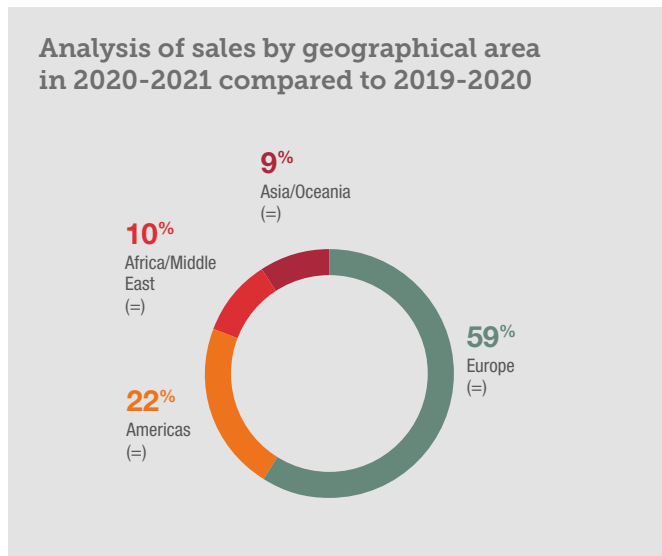 Analysis of sales by geographical area
in 2020-2021 compared to 2019-2020
9%
Asia/Oceania
(=)
10%
Africa/Middle
East
(=)
59%
Europe
(=)
22%
Americas
(=)